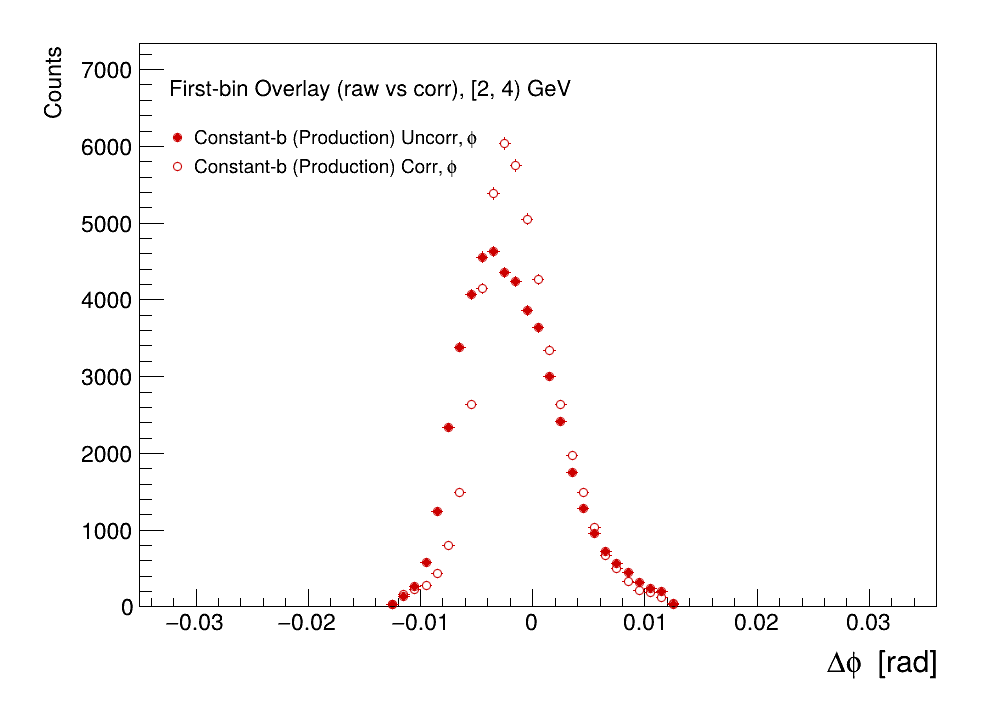 Counts
7000
6000
5000
4000
3000
2000
1000
0
First-bin Overlay (raw vs corr), [2, 4) GeV
Constant-b (Production) Uncorr, ϕ
Constant-b (Production) Corr, ϕ
−0.03 −0.02 −0.01 0 0.01 0.02 0.03
Δϕ [rad]